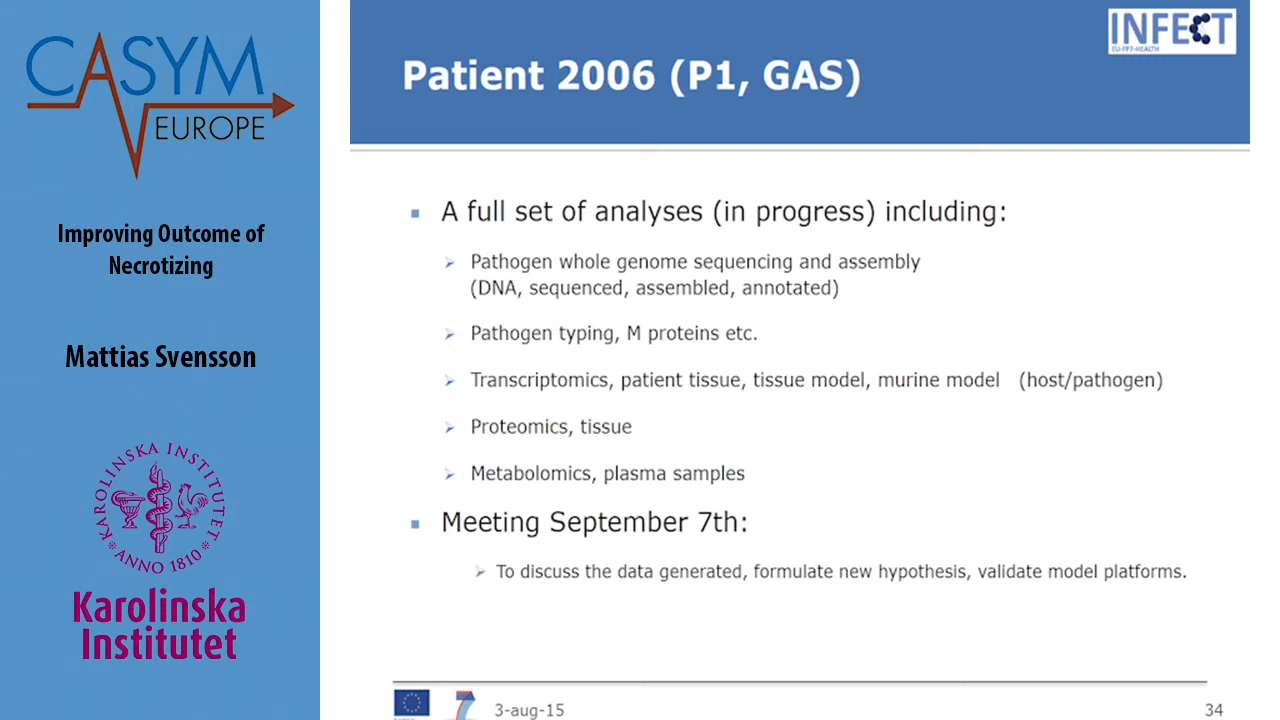 CASYM
EUROPE
Improving Outcome of
Necrotizing
Mattias Svensson
KAROLINSKA INSTITUTET
ANNO 1810
Karolinska
Institutet
INFECT
EU-FP7-HEALTH
Patient 2006 (P1, GAS)
A full set of analyses (in progress) including:
Pathogen whole genome sequencing and assembly
(DNA, sequenced, assembled, annotated)
Pathogen typing, M proteins etc.
Transcriptomics, patient tissue, tissue model, murine model (host/pathogen)
Proteomics, tissue
Metabolomics, plasma samples
Meeting September 7th:
To discuss the data generated, formulate new hypothesis, validate model platforms.
3-aug-15
34